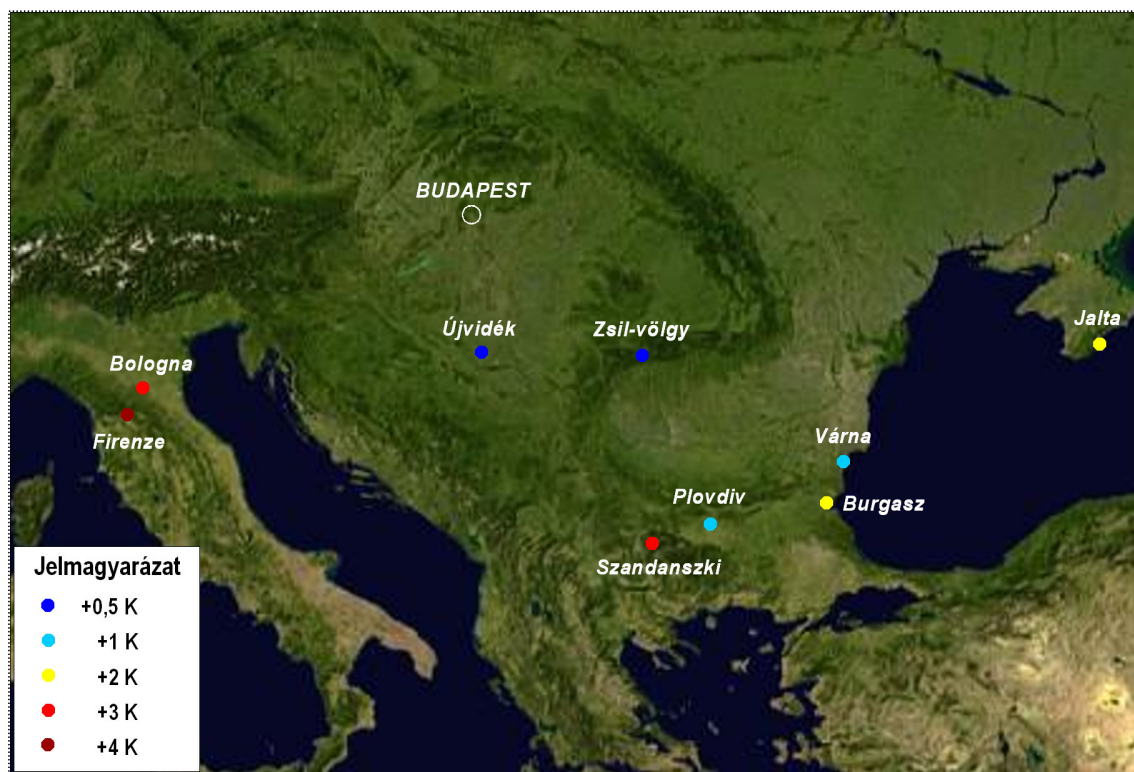 BUDAPEST
Újvidék
Zsil-völgy
Jalta
Bologna
Firenze
Várna
Plovdiv
Burgasz
Szandanszki
Jelmagyarázat
+0,5 K
+1 K
+2 K
+3 K
+4 K